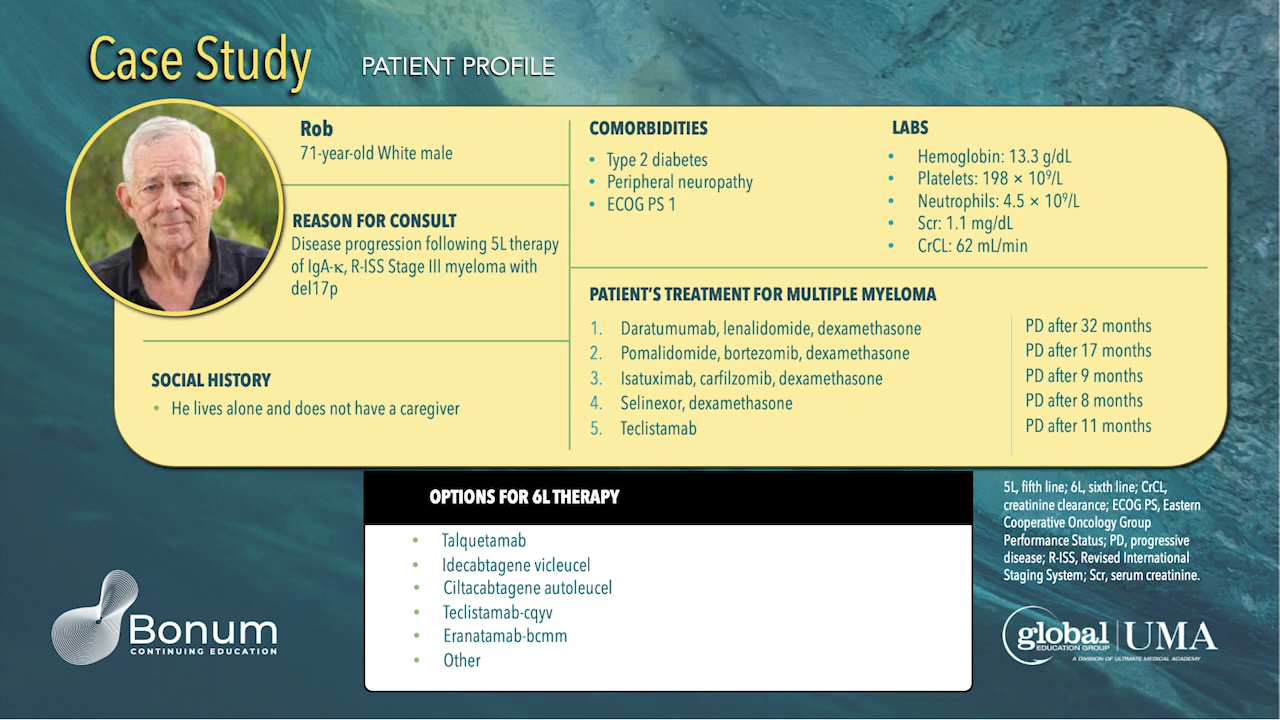 Case Study
PATIENT PROFILE
Rob
71-year-old White male
REASON FOR CONSULT
Disease progression following 5L therapy
of IgA-κ, R-ISS Stage III myeloma with
del17p
SOCIAL HISTORY
• He lives alone and does not have a caregiver
COMORBIDITIES
• Type 2 diabetes
• Peripheral neuropathy
• ECOG PS 1
LABS
• Hemoglobin: 13.3 g/dL
• Platelets: 198 × 10⁹/L
• Neutrophils: 4.5 × 10⁹/L
• Scr: 1.1 mg/dL
• CrCL: 62 mL/min
PATIENT'S TREATMENT FOR MULTIPLE MYELOMA
1. Daratumumab, lenalidomide, dexamethasone PD after 32 months
2. Pomalidomide, bortezomib, dexamethasone PD after 17 months
3. Isatuximab, carfilzomib, dexamethasone PD after 9 months
4. Selinexor, dexamethasone PD after 8 months
5. Teclistamab PD after 11 months
OPTIONS FOR 6L THERAPY
• Talquetamab
• Idecabtagene vicleucel
• Ciltacabtagene autoleucel
• Teclistamab-cqyv
• Eranatamab-bcmm
• Other
5L, fifth line; 6L, sixth line; CrCL,
creatinine clearance; ECOG PS, Eastern
Cooperative Oncology Group
Performance Status; PD, progressive
disease; R-ISS, Revised International
Staging System; Scr, serum creatinine.
Bonum
CONTINUING EDUCATION
global
EDUCATION GROUP
UMA
A DIVISION OF ULTIMATE MEDICAL ACADEMY